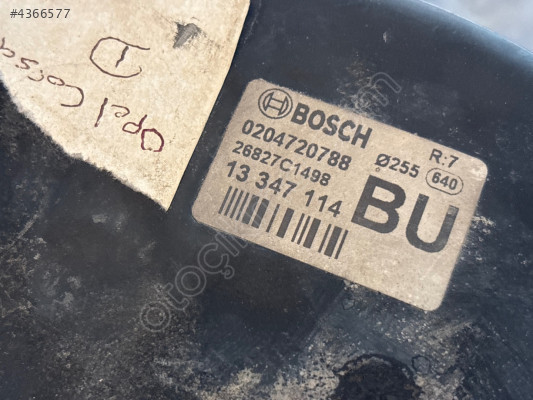 #4366577
Opel Corsa
D
BOSCH
R:7
0204720788
Ø255
640
26827C1498
13 347 114
BU